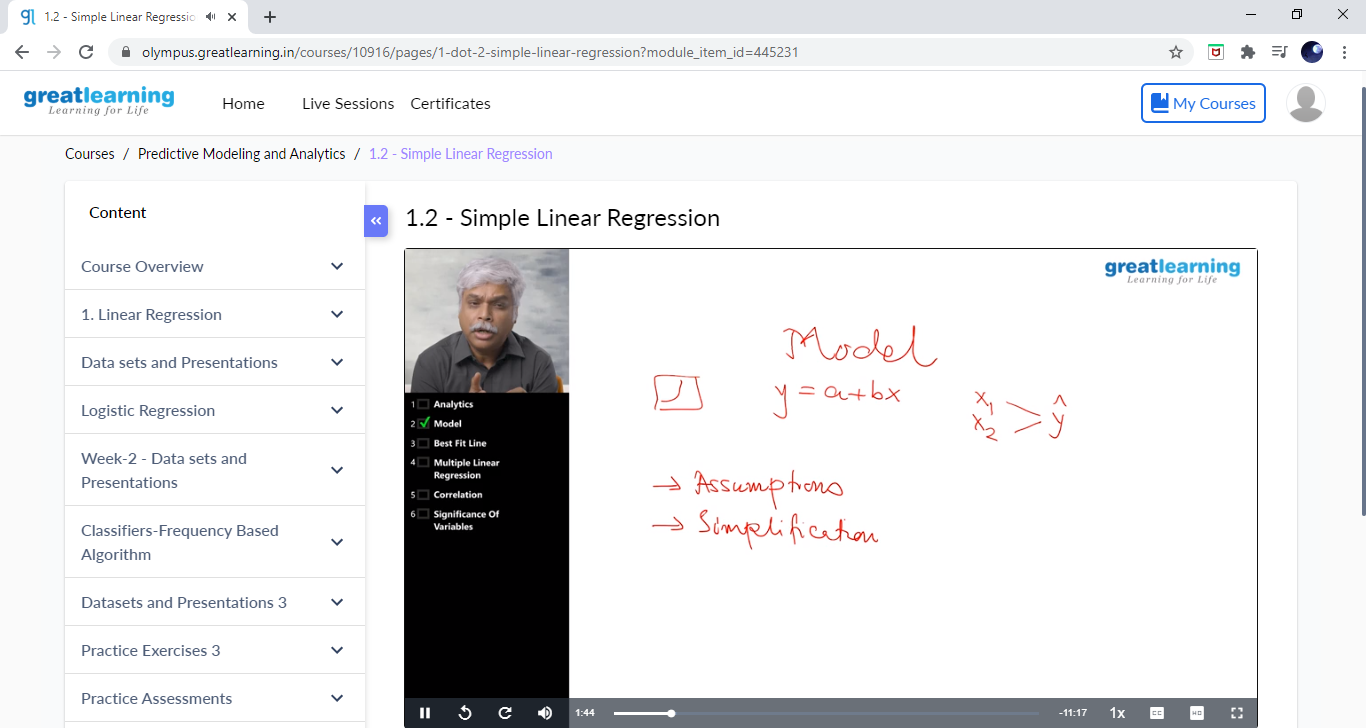 1.2 - Simple Linear Regressio
olympus.greatlearning.in/courses/10916/pages/1-dot-2-simple-linear-regression?module_item_id=445231
greatlearning
Learning for Life
Home Live Sessions Certificates
My Courses
Courses / Predictive Modeling and Analytics / 1.2 - Simple Linear Regression
Content
Course Overview
1. Linear Regression
Data sets and Presentations
Logistic Regression
Week-2 - Data sets and
Presentations
Classifiers-Frequency Based
Algorithm
Datasets and Presentations 3
Practice Exercises 3
Practice Assessments
«
1.2 - Simple Linear Regression
greatlearning
Learning for Life
1 Analytics
2 Model
3 Best Fit Line
4 Multiple Linear
Regression
5 Correlation
6 Significance Of
Variables
Model
y = a+bx
x₁
x₂
ŷ
→ Assumptions
→ Simplification
1:44
-11:17 1x CC HD